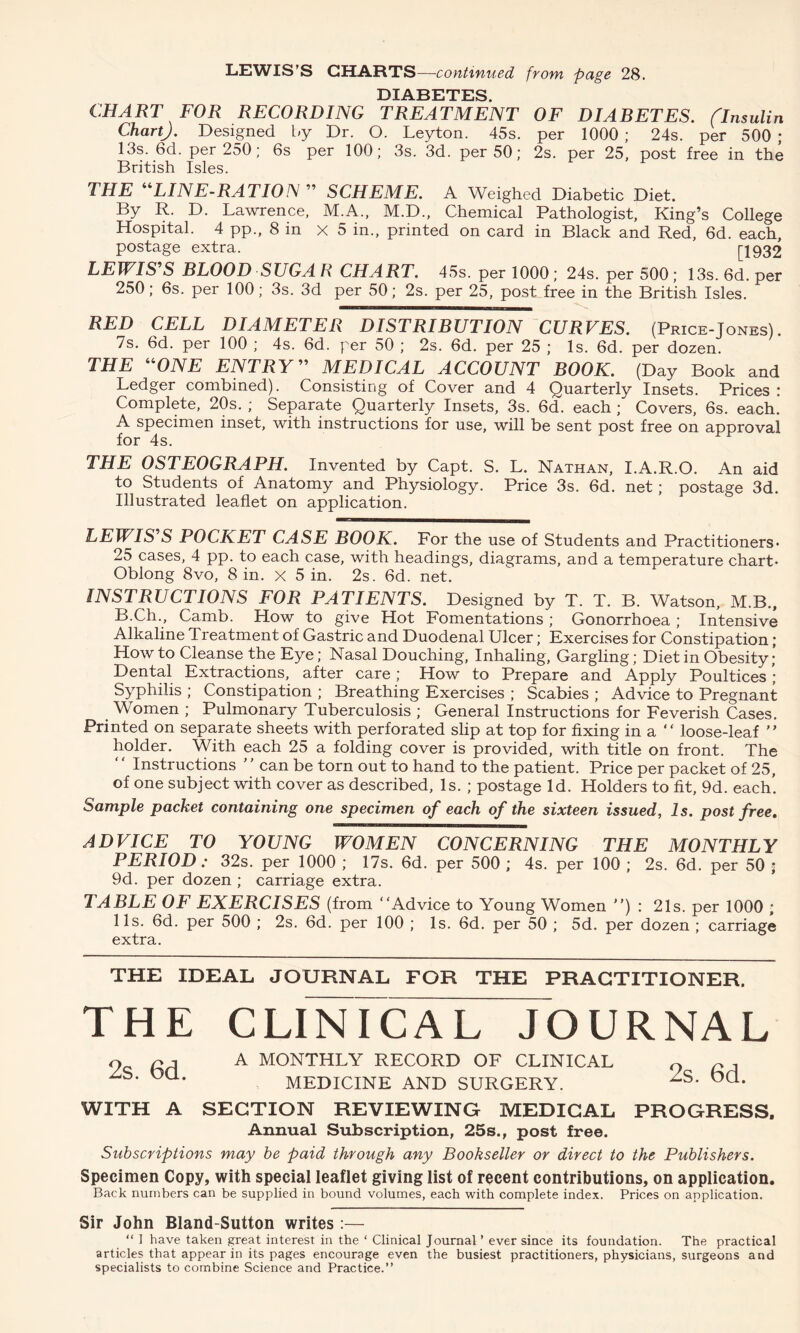 LEWIS'S CHARTS—continued from page 28.
DIABETES.
CHART FOR RECORDING TREATMENT OF DIABETES. (Insulin
Chart). Designed by Dr. O. Leyton. 45s. per 1000 ; 24s. per 500 ;
13s. 6d. per 250 ; 6s per 100 ; 3s. 3d. per 50 ; 2s. per 25, post free in the
British Isles.
THE “LINE-RATION” SCHEME. A Weighed Diabetic Diet.
By R. D. Lawrence, M.A., M.D., Chemical Pathologist, King's College
Hospital. 4 pp., 8 in × 5 in., printed on card in Black and Red, 6d. each,
postage extra. [1932
LEWIS'S BLOOD SUGAR CHART. 45s. per 1000 ; 24s. per 500 ; 13s. 6d. per
250 ; 6s. per 100 ; 3s. 3d per 50 ; 2s. per 25, post free in the British Isles.
RED CELL DIAMETER DISTRIBUTION CURVES. (Price-Jones).
7s. 6d. per 100 ; 4s. 6d. per 50 ; 2s. 6d. per 25 ; 1s. 6d. per dozen.
THE “ONE ENTRY” MEDICAL ACCOUNT BOOK. (Day Book and
Ledger combined). Consisting of Cover and 4 Quarterly Insets. Prices :
Complete, 20s. ; Separate Quarterly Insets, 3s. 6d. each ; Covers, 6s. each.
A specimen inset, with instructions for use, will be sent post free on approval
for 4s.
THE OSTEOGRAPH. Invented by Capt. S. L. Nathan, I.A.R.O. An aid
to Students of Anatomy and Physiology. Price 3s. 6d. net ; postage 3d.
Illustrated leaflet on application.
LEWIS'S POCKET CASE BOOK. For the use of Students and Practitioners.
25 cases, 4 pp. to each case, with headings, diagrams, and a temperature chart.
Oblong 8vo, 8 in. × 5 in. 2s. 6d. net.
INSTRUCTIONS FOR PATIENTS. Designed by T. T. B. Watson, M.B.,
B.Ch., Camb. How to give Hot Fomentations ; Gonorrhoea ; Intensive
Alkaline Treatment of Gastric and Duodenal Ulcer ; Exercises for Constipation ;
How to Cleanse the Eye ; Nasal Douching, Inhaling, Gargling ; Diet in Obesity ;
Dental Extractions, after care ; How to Prepare and Apply Poultices ;
Syphilis ; Constipation ; Breathing Exercises ; Scabies ; Advice to Pregnant
Women ; Pulmonary Tuberculosis ; General Instructions for Feverish Cases.
Printed on separate sheets with perforated slip at top for fixing in a “ loose-leaf ”
holder. With each 25 a folding cover is provided, with title on front. The
“ Instructions ” can be torn out to hand to the patient. Price per packet of 25,
of one subject with cover as described, 1s. ; postage 1d. Holders to fit, 9d. each.
Sample packet containing one specimen of each of the sixteen issued, 1s. post free.
ADVICE TO YOUNG WOMEN CONCERNING THE MONTHLY
PERIOD : 32s. per 1000 ; 17s. 6d. per 500 ; 4s. per 100 ; 2s. 6d. per 50 ;
9d. per dozen ; carriage extra.
TABLE OF EXERCISES (from “Advice to Young Women ”) : 21s. per 1000 ;
11s. 6d. per 500 ; 2s. 6d. per 100 ; 1s. 6d. per 50 ; 5d. per dozen ; carriage
extra.
THE IDEAL JOURNAL FOR THE PRACTITIONER.
THE CLINICAL JOURNAL
2s. 6d. A MONTHLY RECORD OF CLINICAL 2s. 6d.
MEDICINE AND SURGERY.
WITH A SECTION REVIEWING MEDICAL PROGRESS.
Annual Subscription, 25s., post free.
Subscriptions may be paid through any Bookseller or direct to the Publishers.
Specimen Copy, with special leaflet giving list of recent contributions, on application.
Back numbers can be supplied in bound volumes, each with complete index. Prices on application.
Sir John Bland-Sutton writes :—
“ I have taken great interest in the ‘ Clinical Journal ’ ever since its foundation. The practical
articles that appear in its pages encourage even the busiest practitioners, physicians, surgeons and
specialists to combine Science and Practice.”